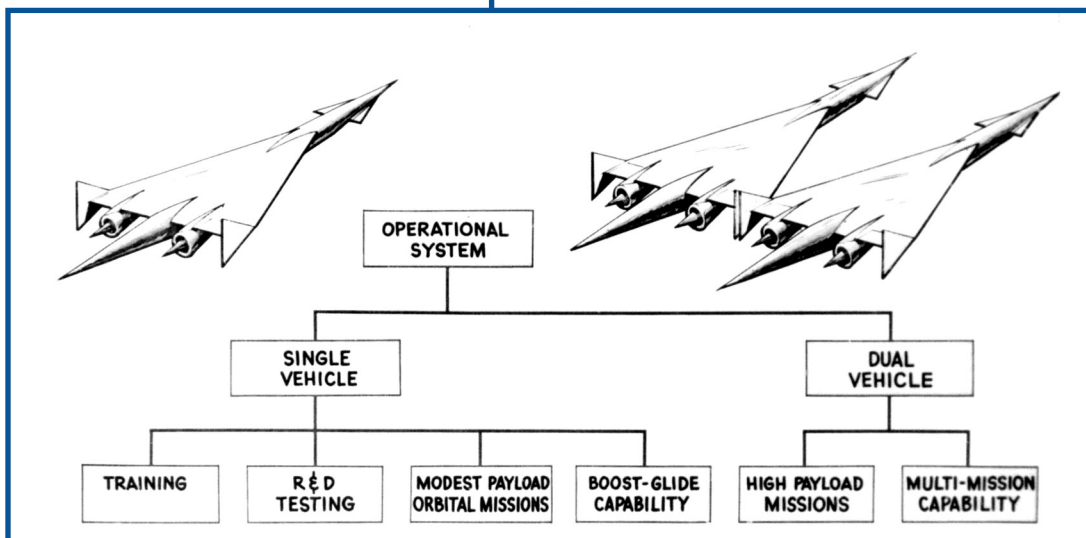 OPERATIONAL
SYSTEM
SINGLE
VEHICLE
DUAL
VEHICLE
TRAINING
R & D
TESTING
MODEST PAYLOAD
ORBITAL MISSIONS
BOOST-GLIDE
CAPABILITY
HIGH PAYLOAD
MISSIONS
MULTI-MISSION
CAPABILITY